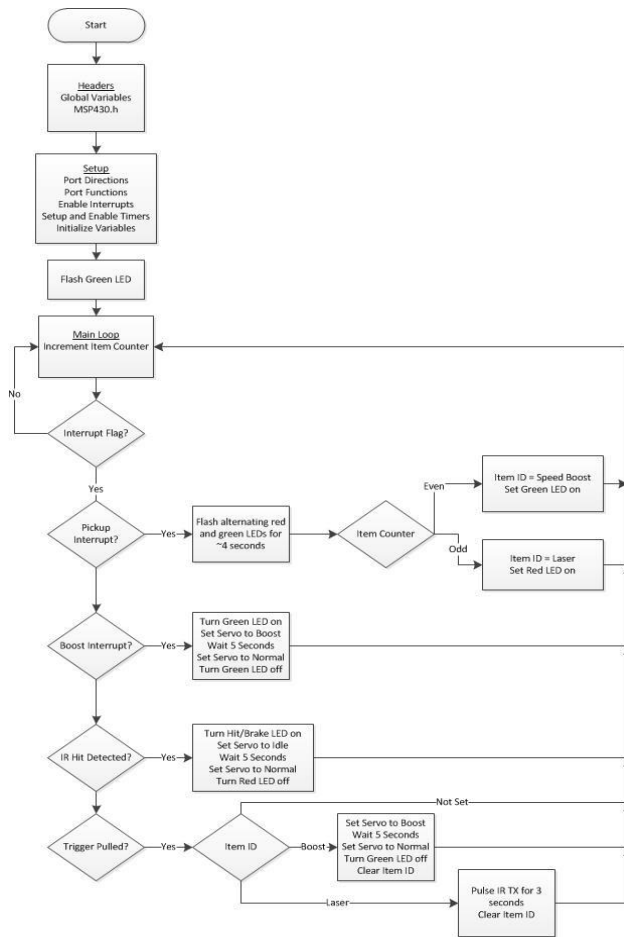 Start
Headers
Global Variables
MSP430.h
Setup
Port Directions
Port Functions
Enable Interrupts
Setup and Enable Timers
Initialize Variables
Flash Green LED
Main Loop
Increment Item Counter
No
Interrupt Flag?
Yes
Pickup
Interrupt?
Yes
Flash alternating red
and green LEDs for
~4 seconds
Item Counter
Even
Item ID = Speed Boost
Set Green LED on
Odd
Item ID = Laser
Set Red LED on
Boost Interrupt?
Yes
Turn Green LED on
Set Servo to Boost
Wait 5 Seconds
Set Servo to Normal
Turn Green LED off
IR Hit Detected?
Yes
Turn Hit/Brake LED on
Set Servo to Idle
Wait 5 Seconds
Set Servo to Normal
Turn Red LED off
Trigger Pulled?
Yes
Item ID
Not Set
Boost
Set Servo to Boost
Wait 5 Seconds
Set Servo to Normal
Turn Green LED off
Clear Item ID
Laser
Pulse IR TX for 3
seconds
Clear Item ID